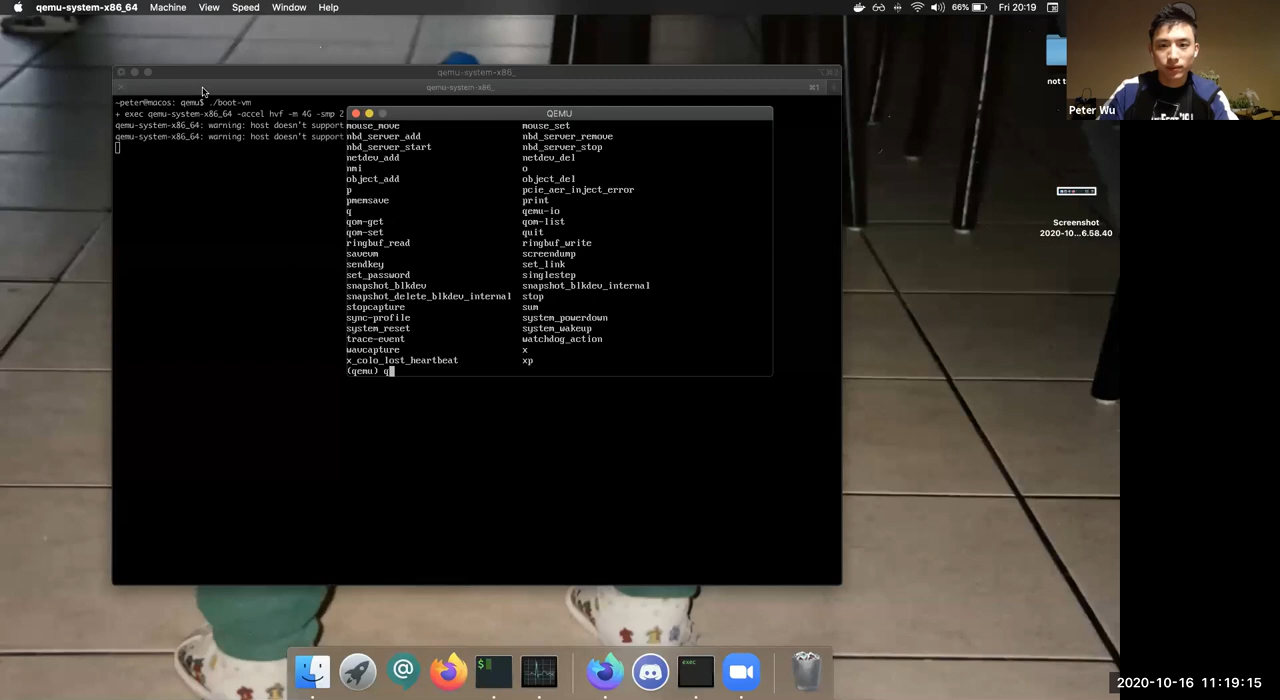 qemu-system-x86_64 Machine View Speed Window Help 66% Fri 20:19
qemu-system-x86_
qemu-system-x86_ ⌘1
~peter@macos: qemu$ ./boot-vm
+ exec qemu-system-x86_64 -accel hvf -m 4G -smp 2
qemu-system-x86_64: warning: host doesn't support
qemu-system-x86_64: warning: host doesn't support
QEMU
mouse_move mouse_set
nbd_server_add nbd_server_remove
nbd_server_start nbd_server_stop
netdev_add netdev_del
nmi o
object_add object_del
p pcie_aer_inject_error
pmemsave print
q qemu-io
qom-get qom-list
qom-set quit
ringbuf_read ringbuf_write
savevm screendump
sendkey set_link
set_password singlestep
snapshot_blkdev snapshot_blkdev_internal
snapshot_delete_blkdev_internal stop
stopcapture sum
sync-profile system_powerdown
system_reset system_wakeup
trace-event watchdog_action
wavcapture x
x_colo_lost_heartbeat xp
(qemu) q
not t
Peter Wu
Screenshot
2020-10...6.58.40
$
exec
2020-10-16 11:19:15